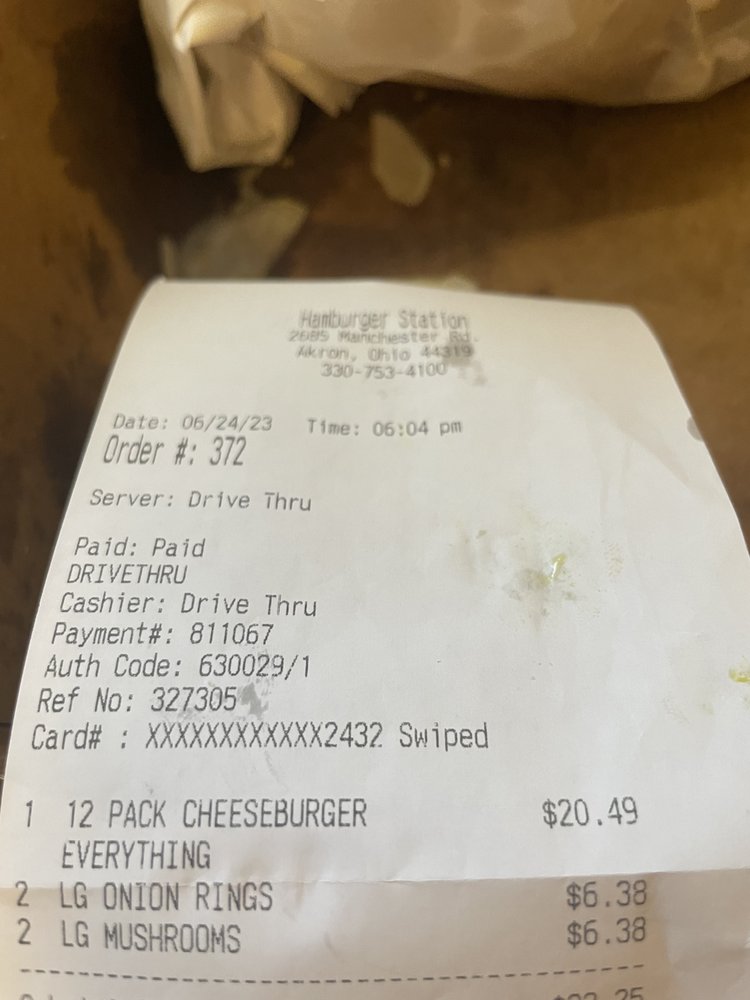 Hamburger Station
2685 Manchester Rd.
Akron, Ohio 44319
330-753-4100
Date: 06/24/23 Time: 06:04 pm
Order #: 372
Server: Drive Thru
Paid: Paid
DRIVETHRU
Cashier: Drive Thru
Payment#: 811067
Auth Code: 630029/1
Ref No: 327305
Card# : XXXXXXXXXXXX2432 Swiped
1 12 PACK CHEESEBURGER $20.49
EVERYTHING
2 LG ONION RINGS $6.38
2 LG MUSHROOMS $6.38